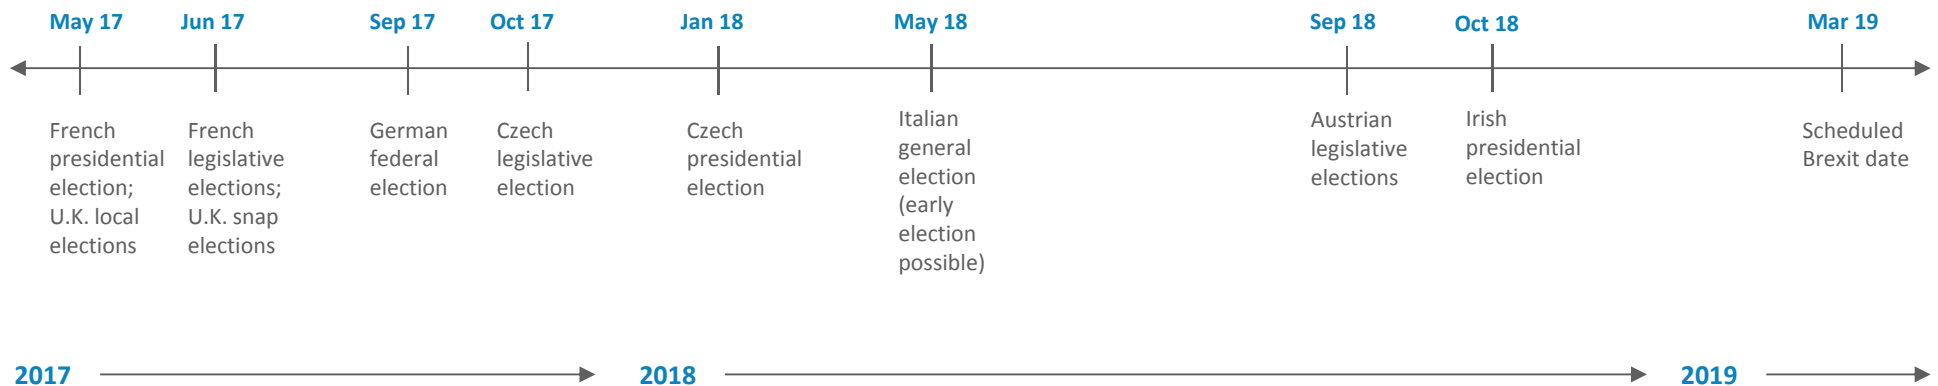 May 17
Jun 17
Sep 17
Oct 17
Jan 18
May 18
Sep 18
Oct 18
Mar 19
French
presidential
election;
U.K. local
elections
French
legislative
elections;
U.K. snap
elections
German
federal
election
Czech
legislative
election
Czech
presidential
election
Italian
general
election
(early
election
possible)
Austrian
legislative
elections
Irish
presidential
election
Scheduled
Brexit date
2017
2018
2019